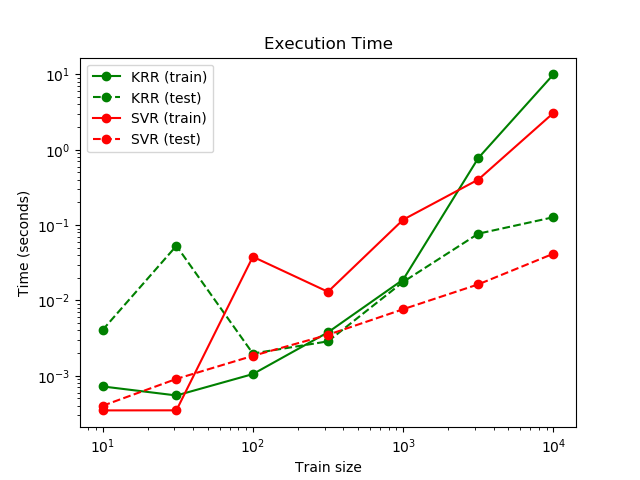 Execution Time
KRR (train)
KRR (test)
SVR (train)
SVR (test)
Time (seconds)
10¹
10⁰
10⁻¹
10⁻²
10⁻³
10¹ 10² 10³ 10⁴
Train size